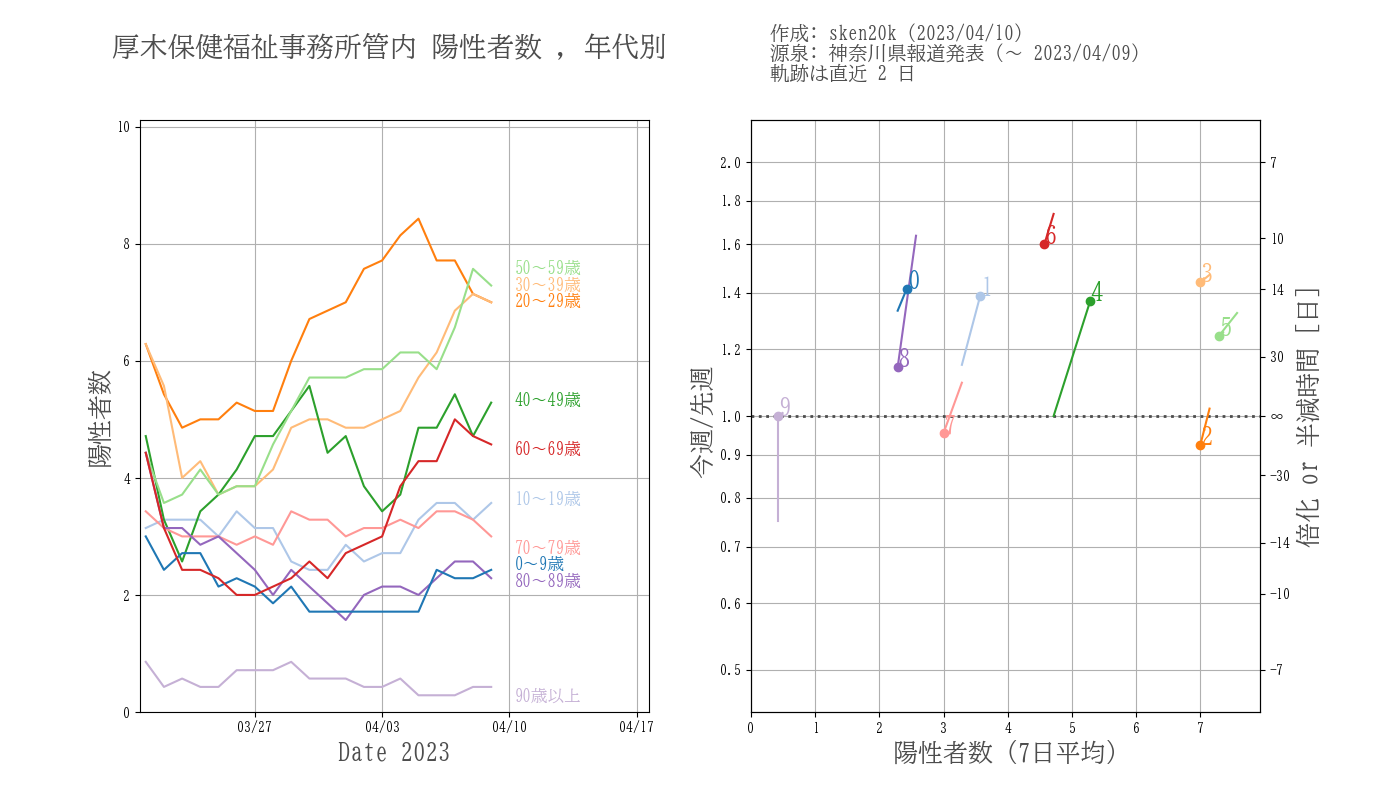 厚木保健福祉事務所管内 陽性者数 , 年代別
作成: sken20k (2023/04/10)
源泉: 神奈川県報道発表 (〜 2023/04/09)
軌跡は直近 2 日
陽性者数
10
8
6
4
2
0
03/27
04/03
04/10
04/17
Date 2023
50〜59歳
30〜39歳
20〜29歳
40〜49歳
60〜69歳
10〜19歳
70〜79歳
0〜9歳
80〜89歳
90歳以上
今週/先週
2.0
1.8
1.6
1.4
1.2
1.0
0.9
0.8
0.7
0.6
0.5
0
1
2
3
4
5
6
7
陽性者数 (7日平均)
6
3
0
1
4
5
8
9
7
2
7
10
14
30
∞
−30
−14
−10
−7
倍化 or 半減時間 [日]